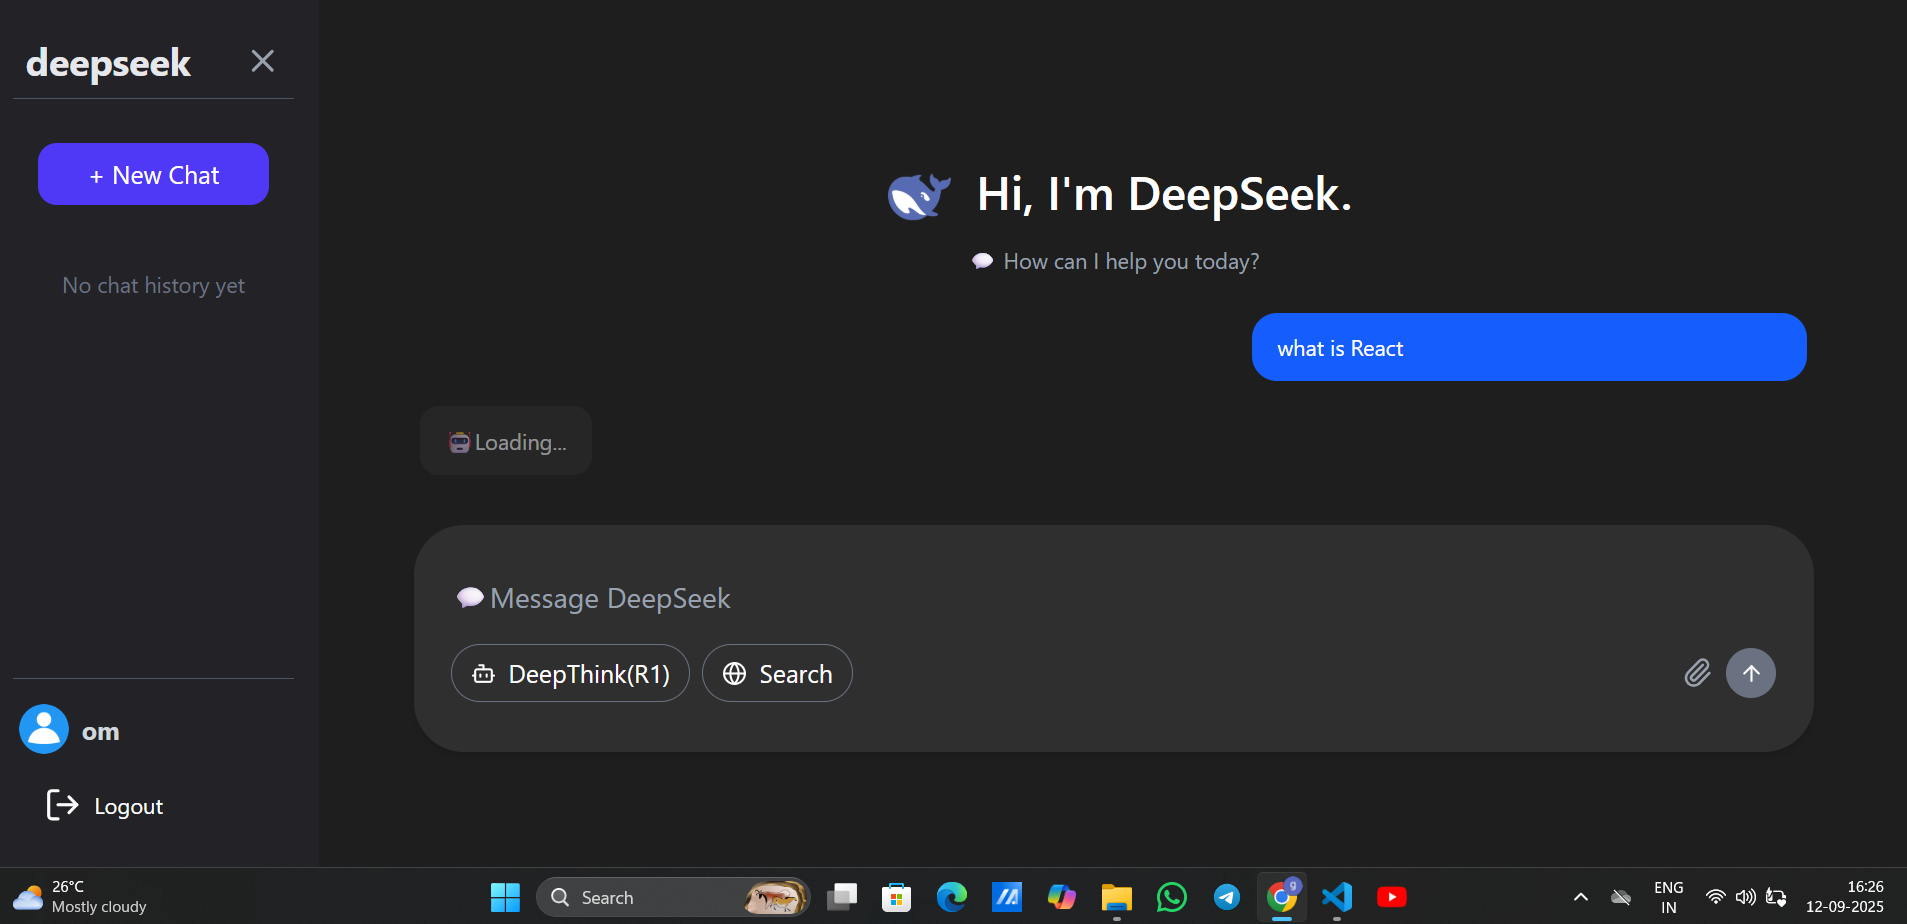 deepseek
+ New Chat
No chat history yet
om
Logout
Hi, I'm DeepSeek.
How can I help you today?
what is React
Loading...
Message DeepSeek
DeepThink(R1)
Search
26°C
Mostly cloudy
Search
g
ENG
IN
16:26
12-09-2025